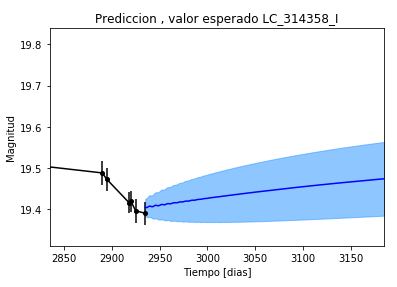 Prediccion , valor esperado LC_314358_I
19.8
19.7
19.6
19.5
19.4
Magnitud
2850 2900 2950 3000 3050 3100 3150
Tiempo [dias]